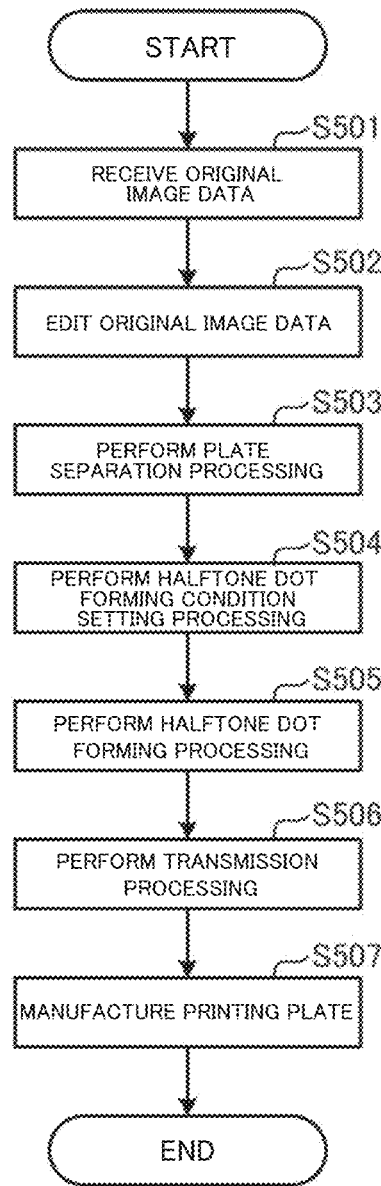 START
S501
RECEIVE ORIGINAL
IMAGE DATA
S502
EDIT ORIGINAL IMAGE DATA
S503
PERFORM PLATE
SEPARATION PROCESSING
S504
PERFORM HALFTONE DOT
FORMING CONDITION
SETTING PROCESSING
S505
PERFORM HALFTONE DOT
FORMING PROCESSING
S506
PERFORM TRANSMISSION
PROCESSING
S507
MANUFACTURE PRINTING PLATE
END